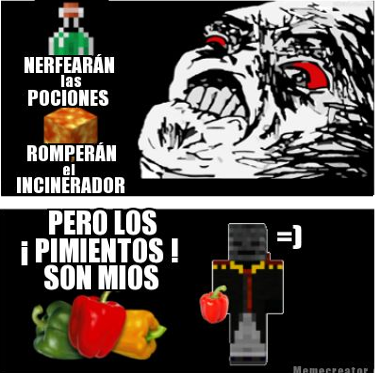 NERFEARÁN
las
POCIONES
ROMPERÁN
el
INCINERADOR
PERO LOS
¡ PIMIENTOS !
SON MIOS
=)
Memecreator.